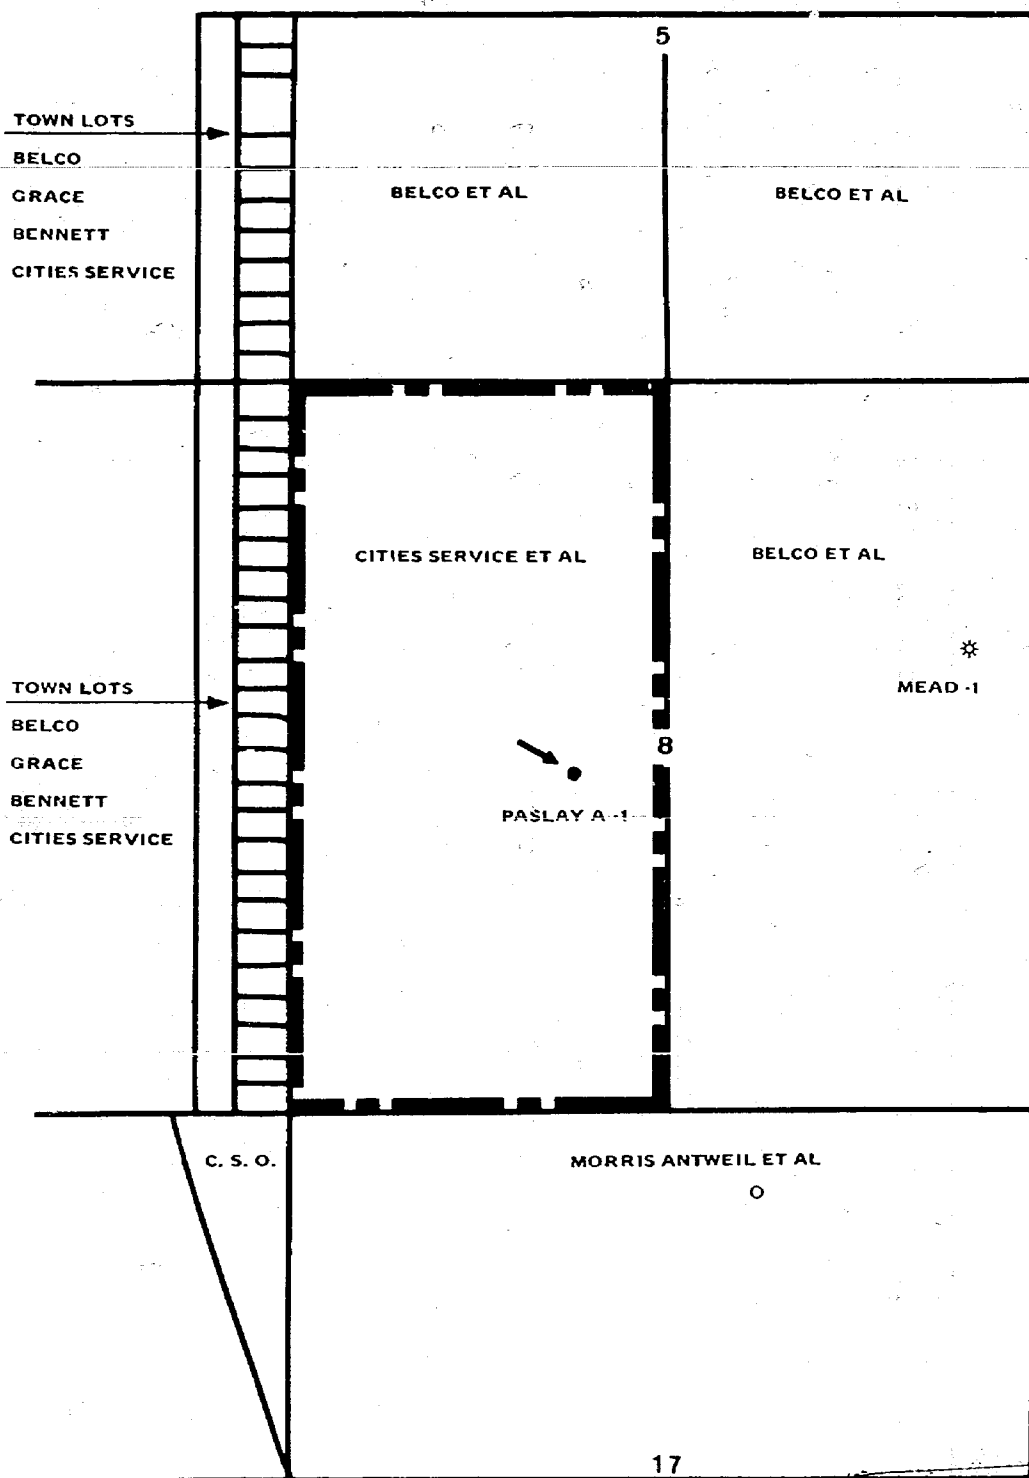 5
TOWN LOTS
BELCO
GRACE
BENNETT
CITIES SERVICE
BELCO ET AL
BELCO ET AL
CITIES SERVICE ET AL
BELCO ET AL
MEAD -1
TOWN LOTS
BELCO
GRACE
BENNETT
CITIES SERVICE
8
PASLAY A -1
C. S. O.
MORRIS ANTWEIL ET AL
17